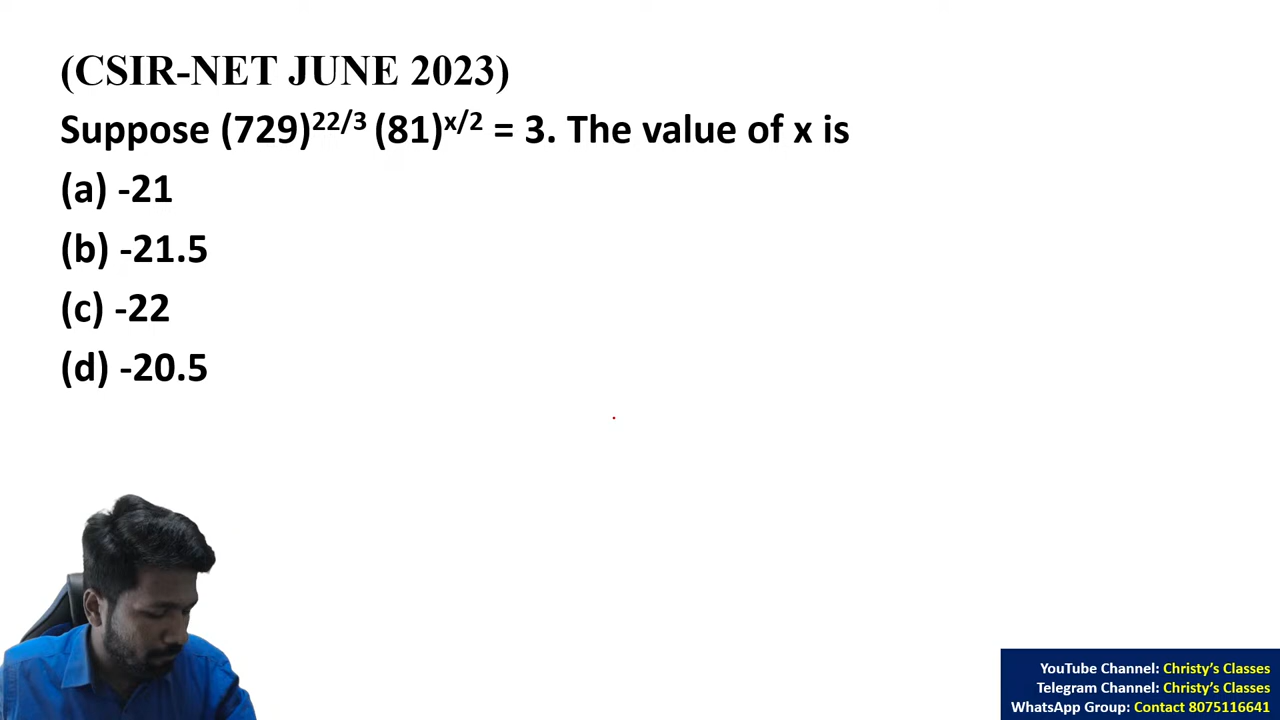 (CSIR-NET JUNE 2023)
Suppose (729)²²/³ (81)ˣ/² = 3. The value of x is
(a) -21
(b) -21.5
(c) -22
(d) -20.5
YouTube Channel: Christy's Classes
Telegram Channel: Christy's Classes
WhatsApp Group: Contact 8075116641